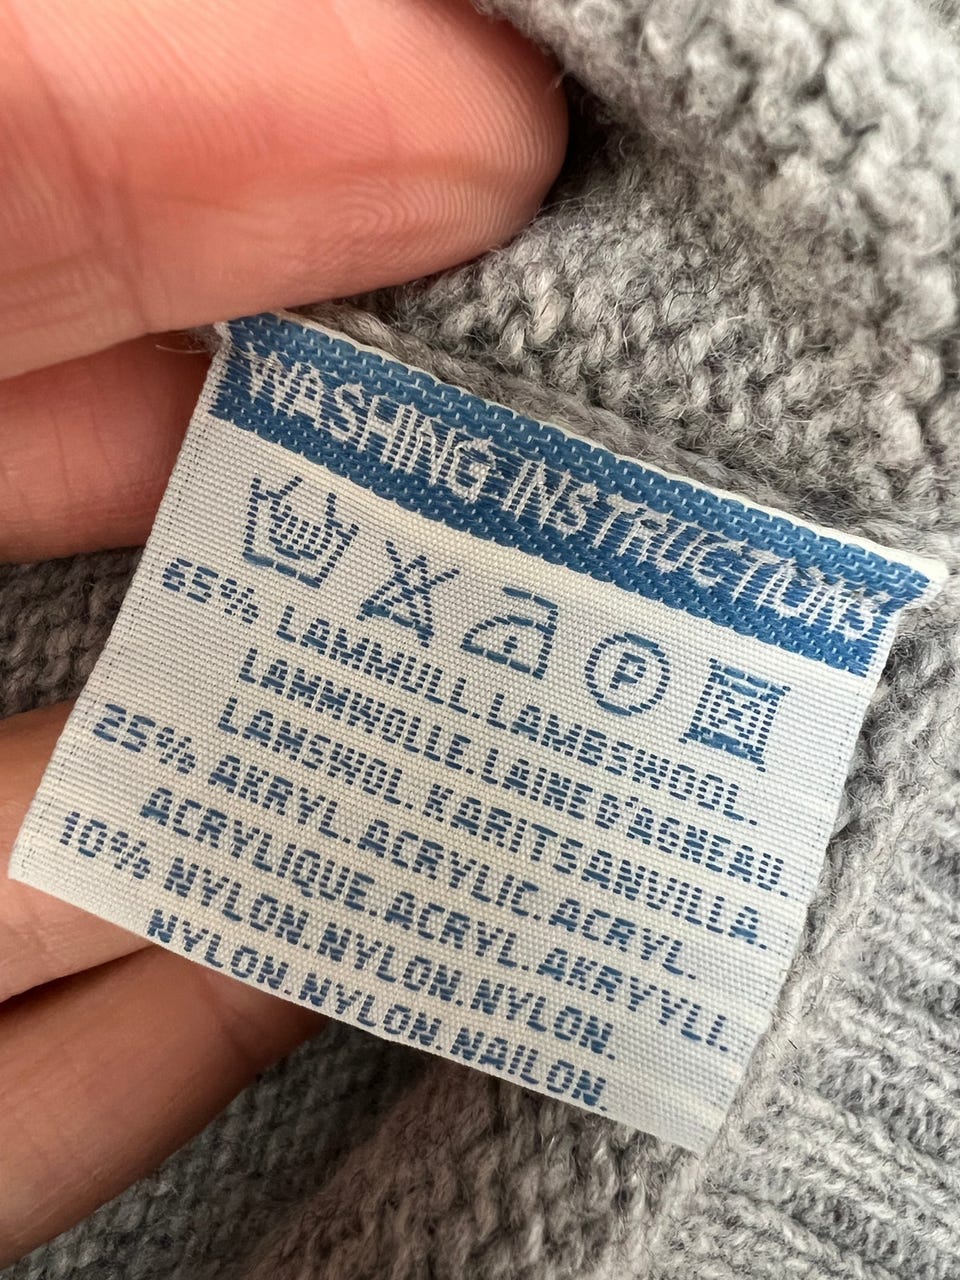 WASHING INSTRUCTIONS
P
65% LAMMULL.LAMBSWOOL.
LAMMWOLLE.LAINE D'AGNEAU.
LAMSWOL.KARITSANVILLA.
25% AKRYL.ACRYLIC.ACRYL.
ACRYLIQUE.ACRYL.AKRYYLI.
10% NYLON.NYLON.NYLON.
NYLON.NYLON.NAILON.